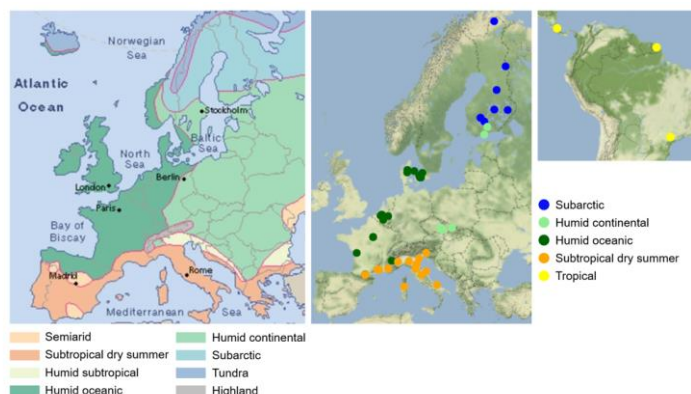 Norwegian
Sea
Atlantic
Ocean
Stockholm
North
Sea
Baltic
Sea
London
Berlin
Paris
Bay of
Biscay
Madrid
Rome
Mediterranean
Sea
Semiarid
Subtropical dry summer
Humid subtropical
Humid oceanic
Humid continental
Subarctic
Tundra
Highland
Subarctic
Humid continental
Humid oceanic
Subtropical dry summer
Tropical